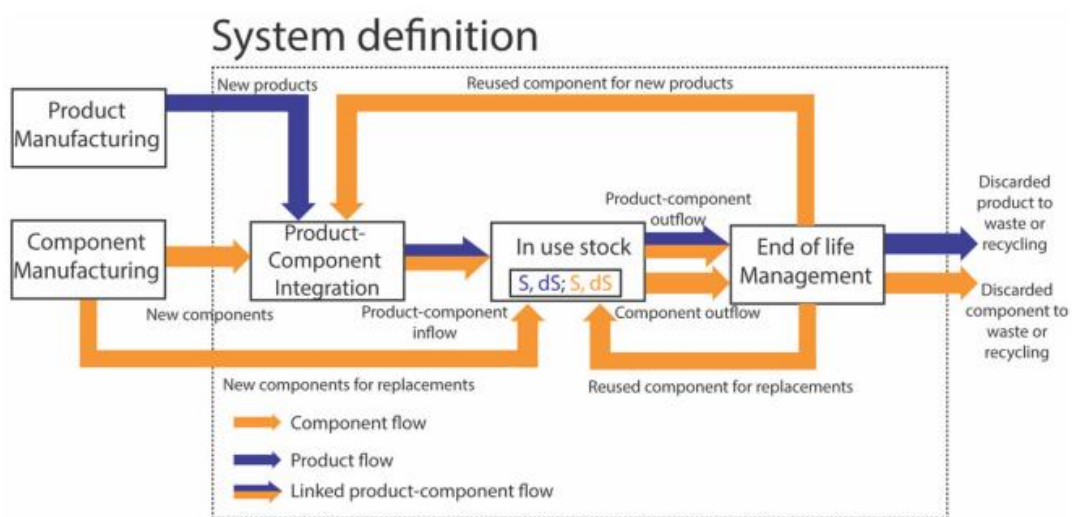 System definition
New products
Reused component for new products
Product
Manufacturing
Component
Manufacturing
New components
Product-
Component
Integration
Product-component
inflow
In use stock
S, dS; S, dS
Product-component
outflow
Component outflow
End of life
Management
Discarded
product to
waste or
recycling
Discarded
component to
waste or
recycling
New components for replacements
Reused component for replacements
Component flow
Product flow
Linked product-component flow